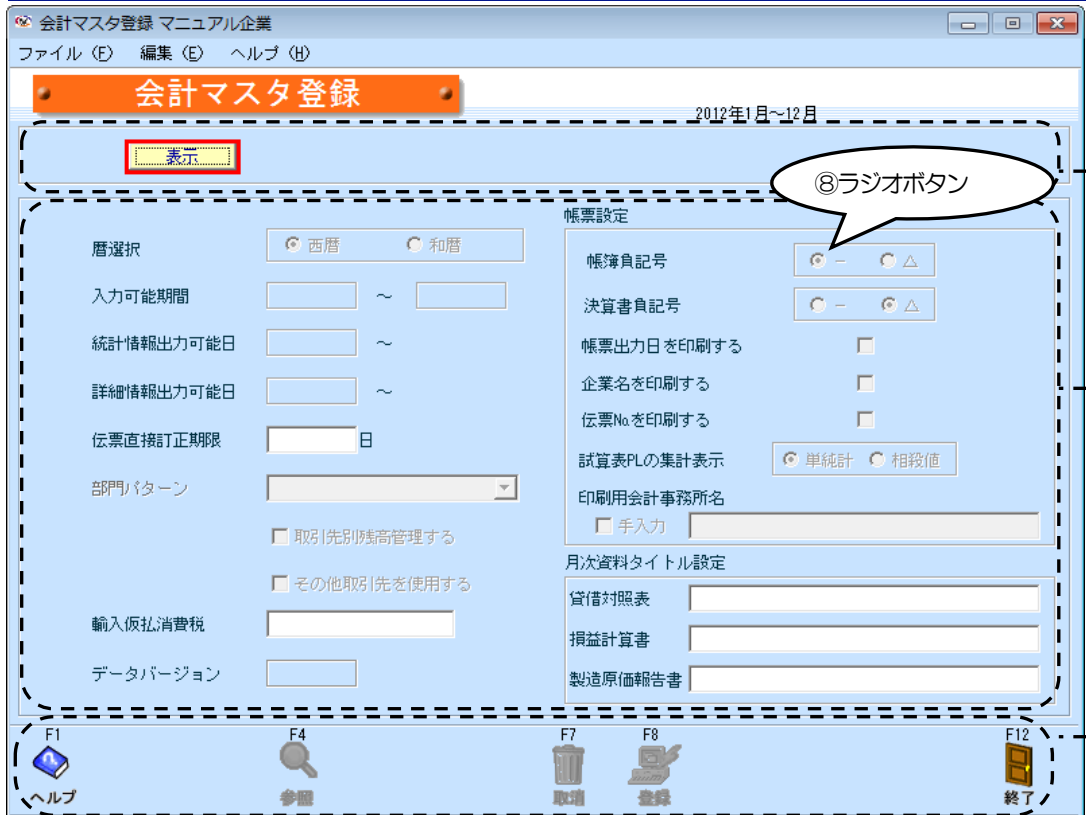 会計マスタ登録 マニュアル企業
ファイル (F) 編集 (E) ヘルプ (H)
会計マスタ登録
2012年1月～12月
表示
⑧ラジオボタン
暦選択
西暦 和暦
入力可能期間 ～
統計情報出力可能日 ～
詳細情報出力可能日 ～
伝票直接訂正期限 日
部門パターン
取引先別残高管理する
その他取引先を使用する
輸入仮払消費税
データバージョン
帳票設定
帳簿負記号 － △
決算書負記号 － △
帳票出力日を印刷する
企業名を印刷する
伝票No.を印刷する
試算表PLの集計表示 単純計 相殺値
印刷用会計事務所名
手入力
月次資料タイトル設定
貸借対照表
損益計算書
製造原価報告書
F1 F4 F7 F8 F12
ヘルプ 参照 取消 登録 終了